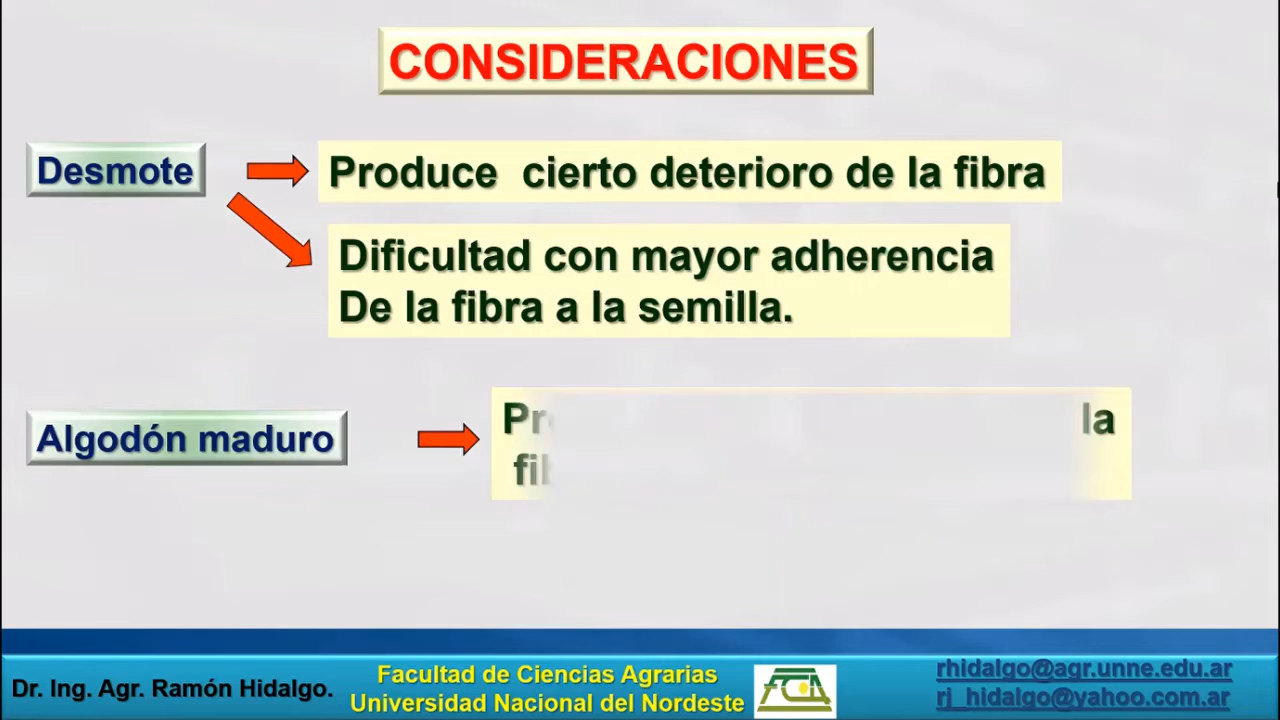 CONSIDERACIONES
Desmote
Produce cierto deterioro de la fibra
Dificultad con mayor adherencia
De la fibra a la semilla.
Algodón maduro
la
Dr. Ing. Agr. Ramón Hidalgo.
Facultad de Ciencias Agrarias
Universidad Nacional del Nordeste
FCA
rhidalgo@agr.unne.edu.ar
rj_hidalgo@yahoo.com.ar